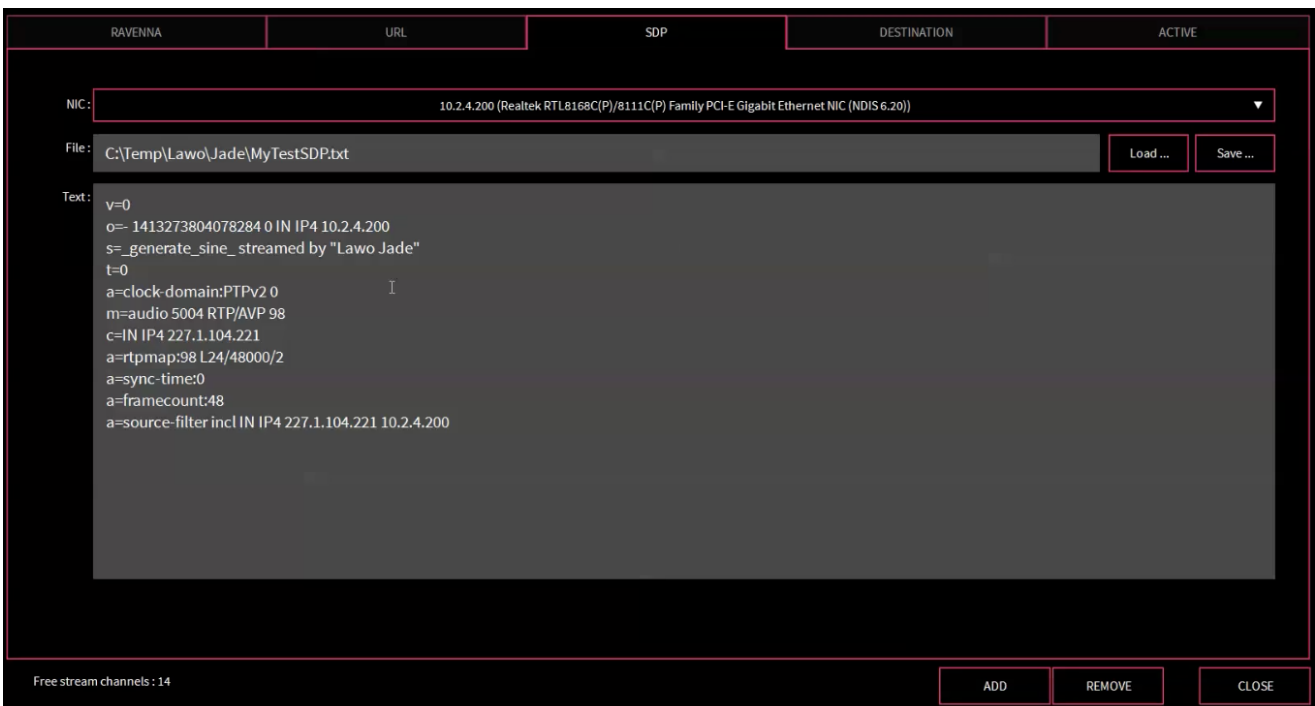 RAVENNA URL SDP DESTINATION ACTIVE
NIC: 10.2.4.200 (Realtek RTL8168C(P)/8111C(P) Family PCI-E Gigabit Ethernet NIC (NDIS 6.20))
File: C:\Temp\Lawo\Jade\MyTestSDP.txt Load ... Save ...
Text:
v=0
o=- 1413273804078284 0 IN IP4 10.2.4.200
s=_generate_sine_ streamed by "Lawo Jade"
t=0
a=clock-domain:PTPv2 0
m=audio 5004 RTP/AVP 98
c=IN IP4 227.1.104.221
a=rtpmap:98 L24/48000/2
a=sync-time:0
a=framecount:48
a=source-filter incl IN IP4 227.1.104.221 10.2.4.200
Free stream channels : 14 ADD REMOVE CLOSE